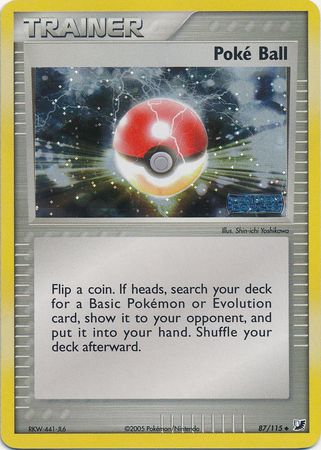 TRAINER
Poké Ball
Illus. Shin-ichi Yoshikawa
Flip a coin. If heads, search your deck
for a Basic Pokémon or Evolution
card, show it to your opponent, and
put it into your hand. Shuffle your
deck afterward.
RKW-441-JL6
©2005 Pokémon/Nintendo
87/115 ◆